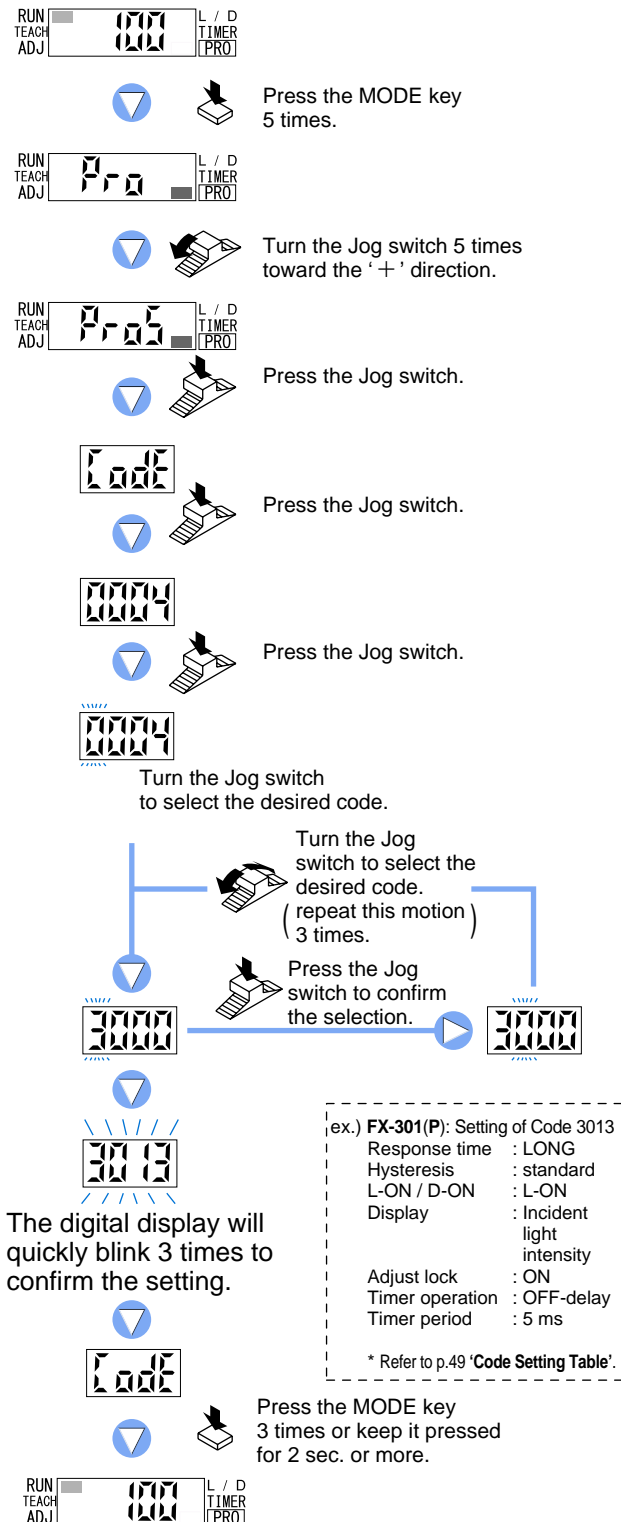 RUN
TEACH
ADJ
100
L / D
TIMER
PRO
Press the MODE key
5 times.
RUN
TEACH
ADJ
Pro
L / D
TIMER
PRO
Turn the Jog switch 5 times
toward the ‘＋’ direction.
RUN
TEACH
ADJ
Pro5
L / D
TIMER
PRO
Press the Jog switch.
CodE
Press the Jog switch.
0004
Press the Jog switch.
0004
Turn the Jog switch
to select the desired code.
Turn the Jog
switch to select the
desired code.
( repeat this motion )
3 times.
Press the Jog
switch to confirm
the selection.
3000
3000
3013
The digital display will
quickly blink 3 times to
confirm the setting.
ex.) FX-301(P): Setting of Code 3013
Response time : LONG
Hysteresis : standard
L-ON / D-ON : L-ON
Display : Incident
light
intensity
Adjust lock : ON
Timer operation : OFF-delay
Timer period : 5 ms
* Refer to p.49 ‘Code Setting Table’.
CodE
Press the MODE key
3 times or keep it pressed
for 2 sec. or more.
RUN
TEACH
ADJ
100
L / D
TIMER
PRO